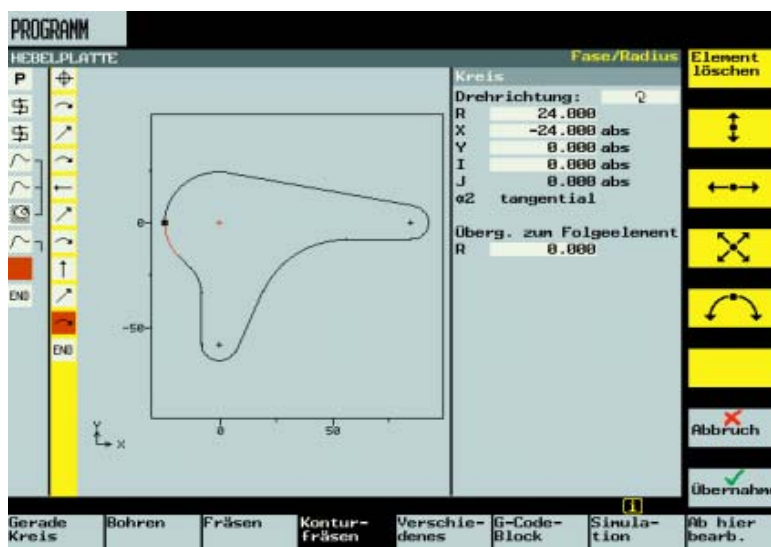 PROGRAMM
HEBELPLATTE
Fase/Radius
Element
löschen
P
END
END
0
-50
0
50
Y
X
Kreis
Drehrichtung:
R 24.000
X -24.000 abs
Y 0.000 abs
I 0.000 abs
J 0.000 abs
α2 tangential
Überg. zum Folgeelement
R 0.000
Abbruch
Übernahm
i
Gerade
Kreis
Bohren
Fräsen
Kontur-
fräsen
Verschie-
denes
G-Code-
Block
Simula-
tion
Ab hier
bearb.